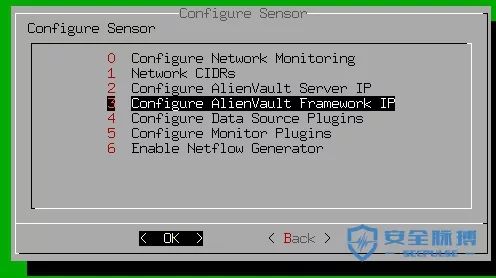 Configure Sensor
Configure Sensor
0 Configure Network Monitoring
1 Network CIDRs
2 Configure AlienVault Server IP
3 Configure AlienVault Framework IP
4 Configure Data Source Plugins
5 Configure Monitor Plugins
6 Enable Netflow Generator
< OK > < Back >
安全脉搏
SECPULSE